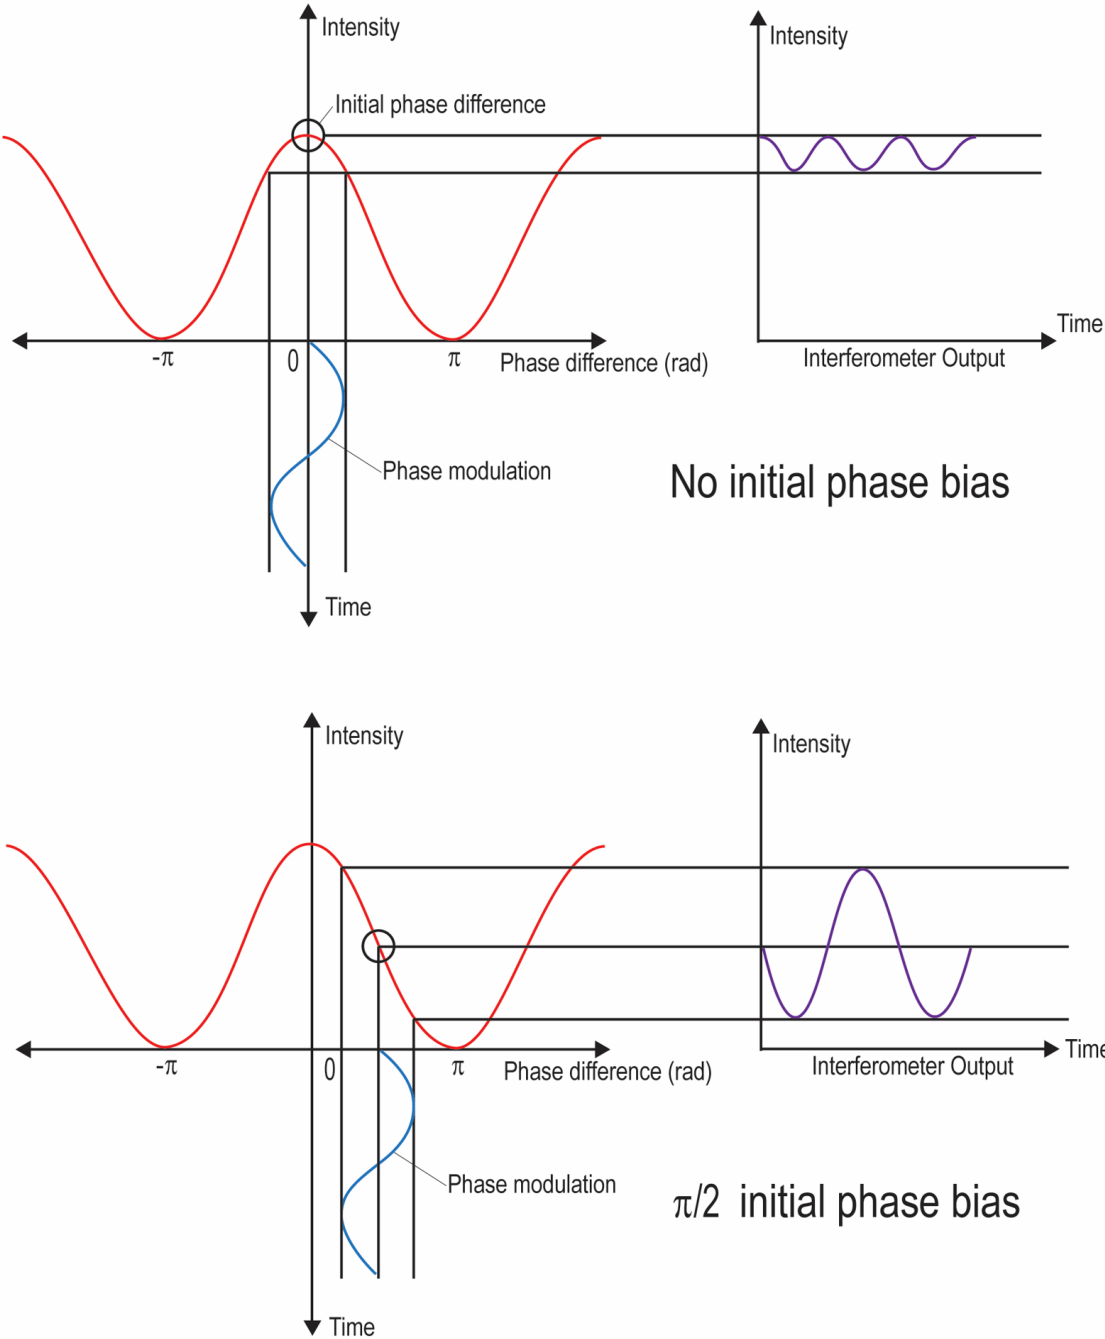 Intensity
Intensity
Initial phase difference
Time
-π
0
π
Phase difference (rad)
Interferometer Output
Phase modulation
No initial phase bias
Time
Intensity
Intensity
Time
-π
0
π
Phase difference (rad)
Interferometer Output
Phase modulation
π/2 initial phase bias
Time